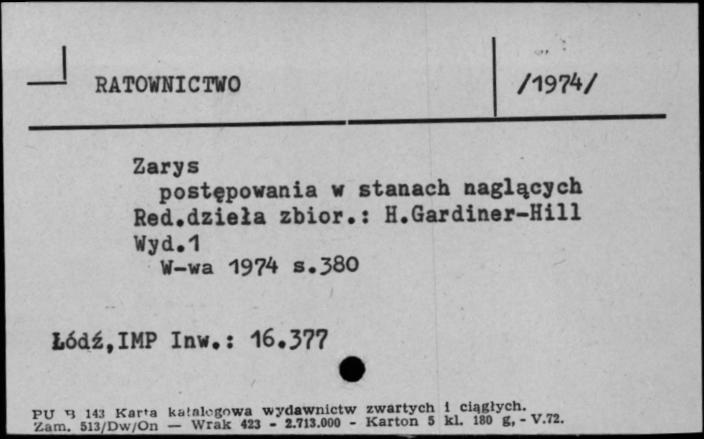 RATOWNICTWO /1974/
Zarys
postępowania w stanach naglących
Red.dzieła zbior.: H.Gardiner-Hill
Wyd.1
W-wa 1974 s.380
Łódź,IMP Inw.: 16.377
PU B 143 Karta katalogowa wydawnictw zwartych i ciągłych.
Zam. 513/Dw/On — Wrak 423 - 2.713.000 - Karton 5 kl. 180 g, - V.72.